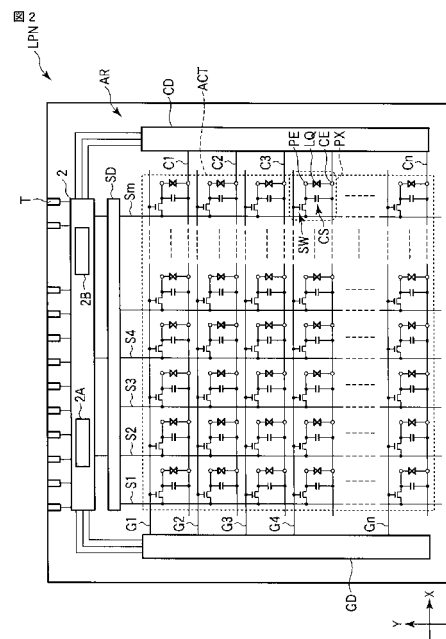 図2
LPN
AR
CD
ACT
T
2
SD
2A
2B
Sm
S1
S2
S3
S4
C1
C2
C3
Cn
PE
LQ
CE
PX
SW
CS
G1
G2
G3
G4
Gn
GD
Y
X